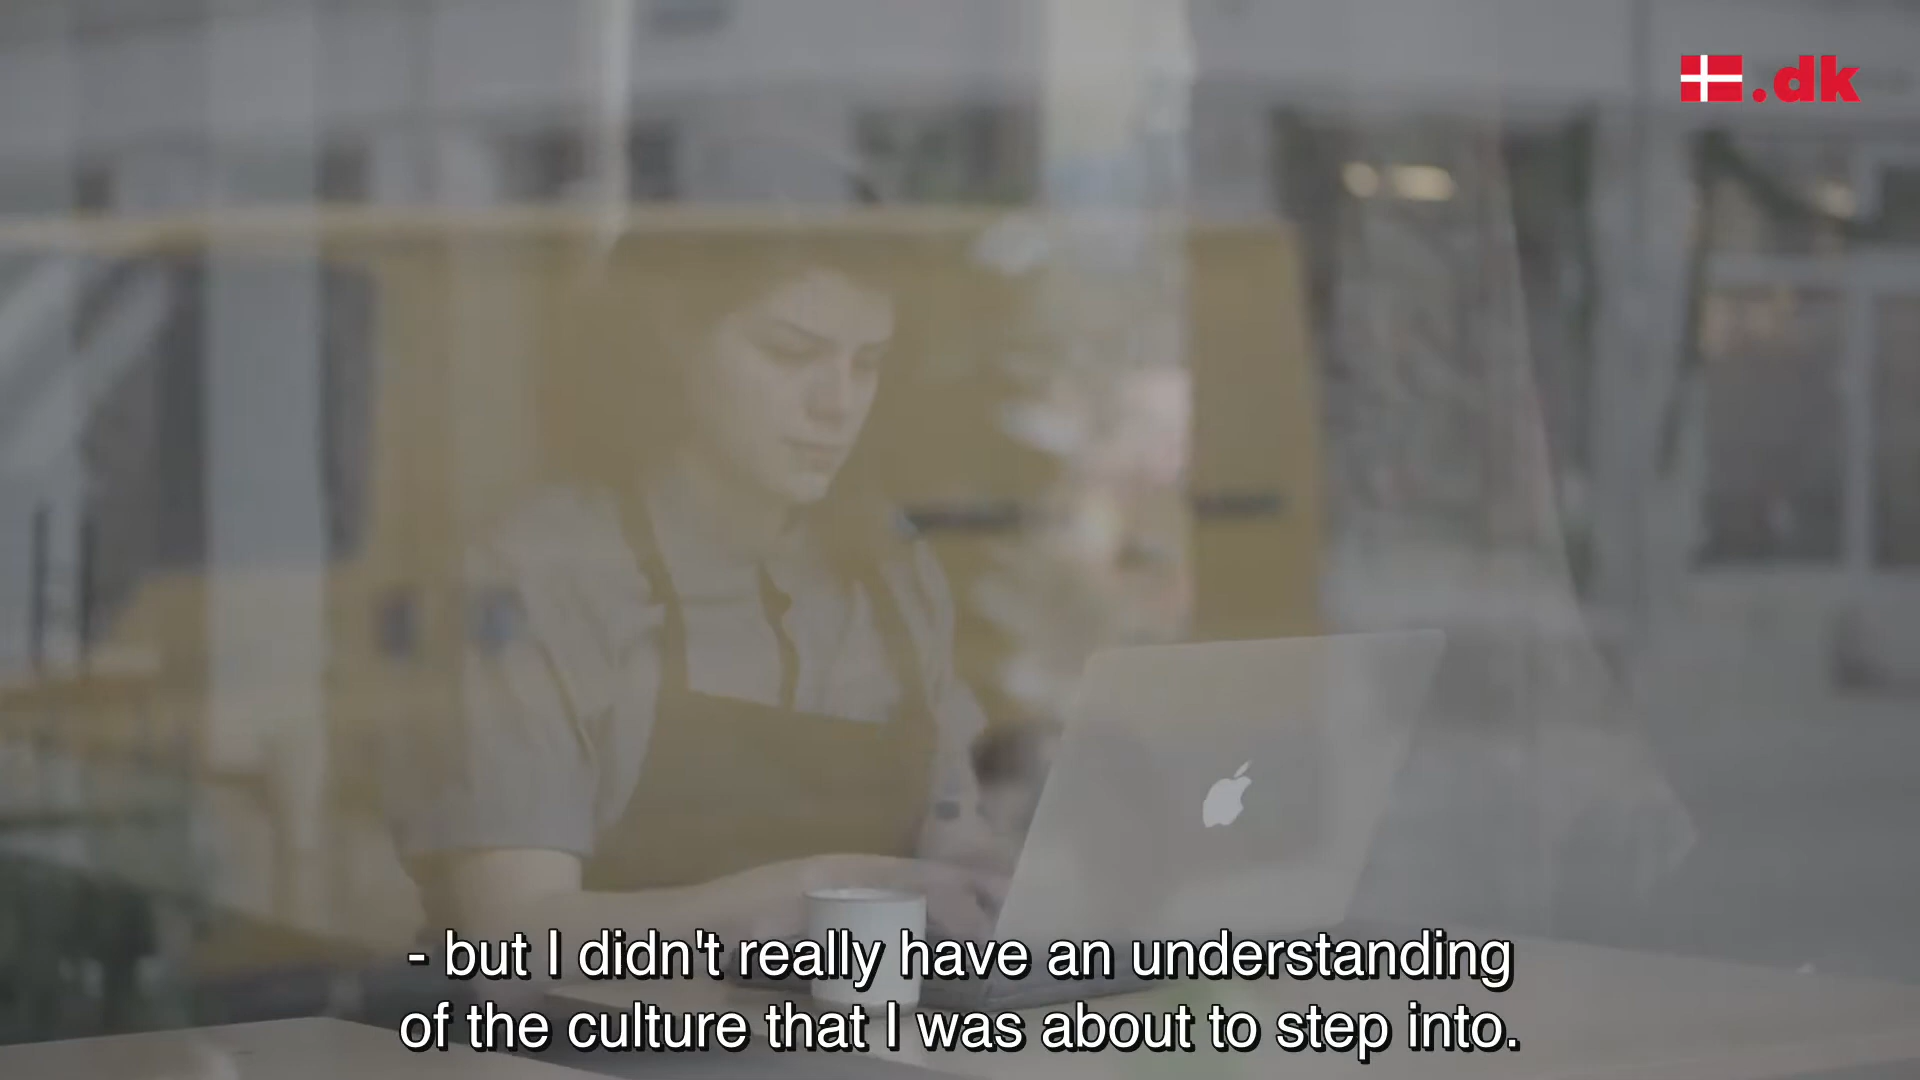 .dk
- but I didn't really have an understanding
of the culture that I was about to step into.